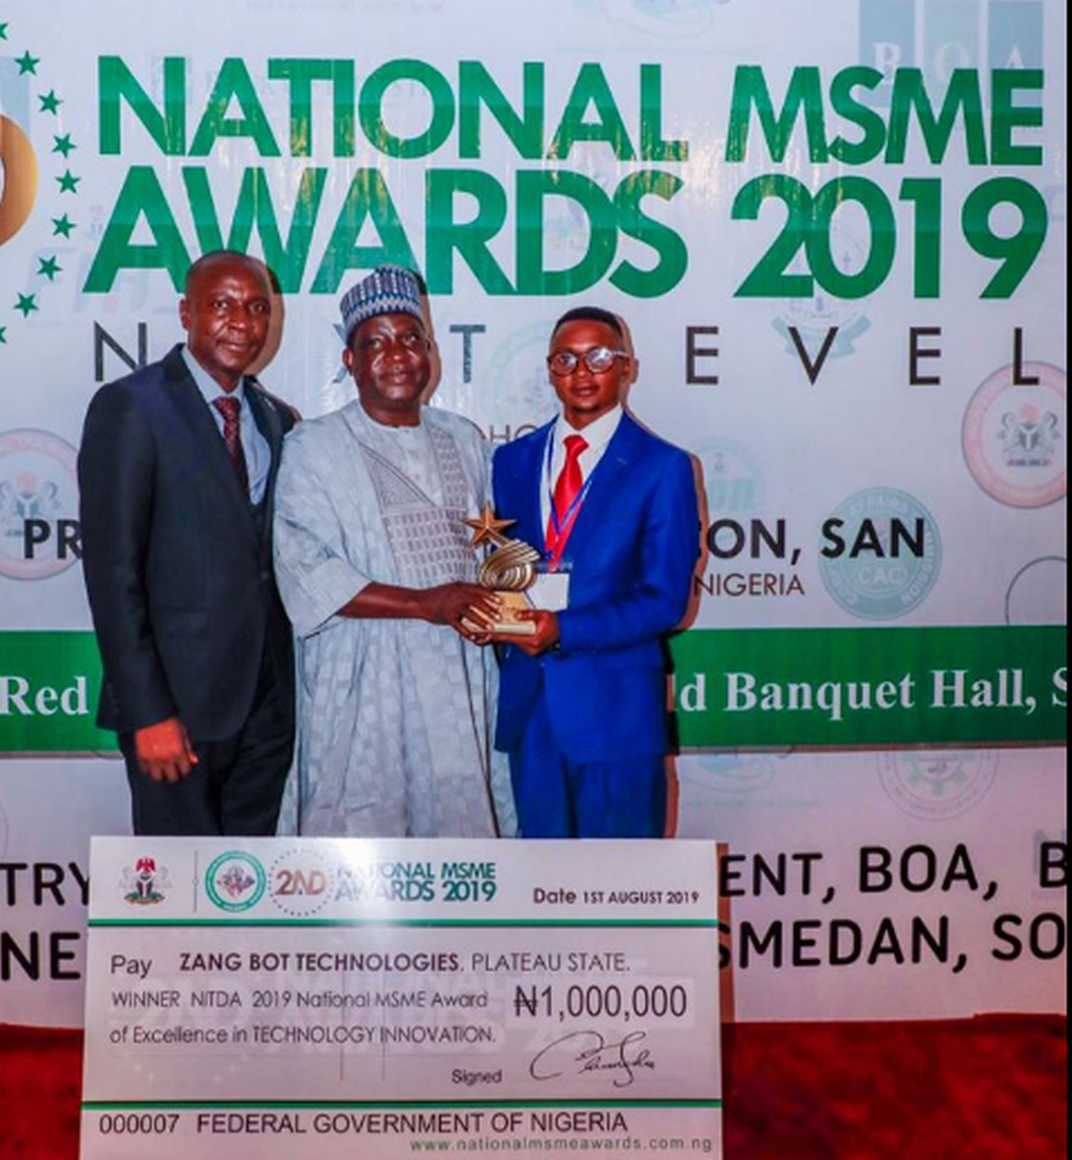 NATIONAL MSME
AWARDS 2019
EVEL
ON, SAN
NIGERIA
CAC
Red
ld Banquet Hall, S
TRY
ENT, BOA, B
NE
SMEDAN, SO
BOA
2ND
NATIONAL MSME
AWARDS 2019
Date 1ST AUGUST 2019
Pay ZANG BOT TECHNOLOGIES, PLATEAU STATE.
WINNER NITDA 2019 National MSME Award ₦1,000,000
of Excellence in TECHNOLOGY INNOVATION.
Signed
000007 FEDERAL GOVERNMENT OF NIGERIA
www.nationalmsmeawards.com.ng